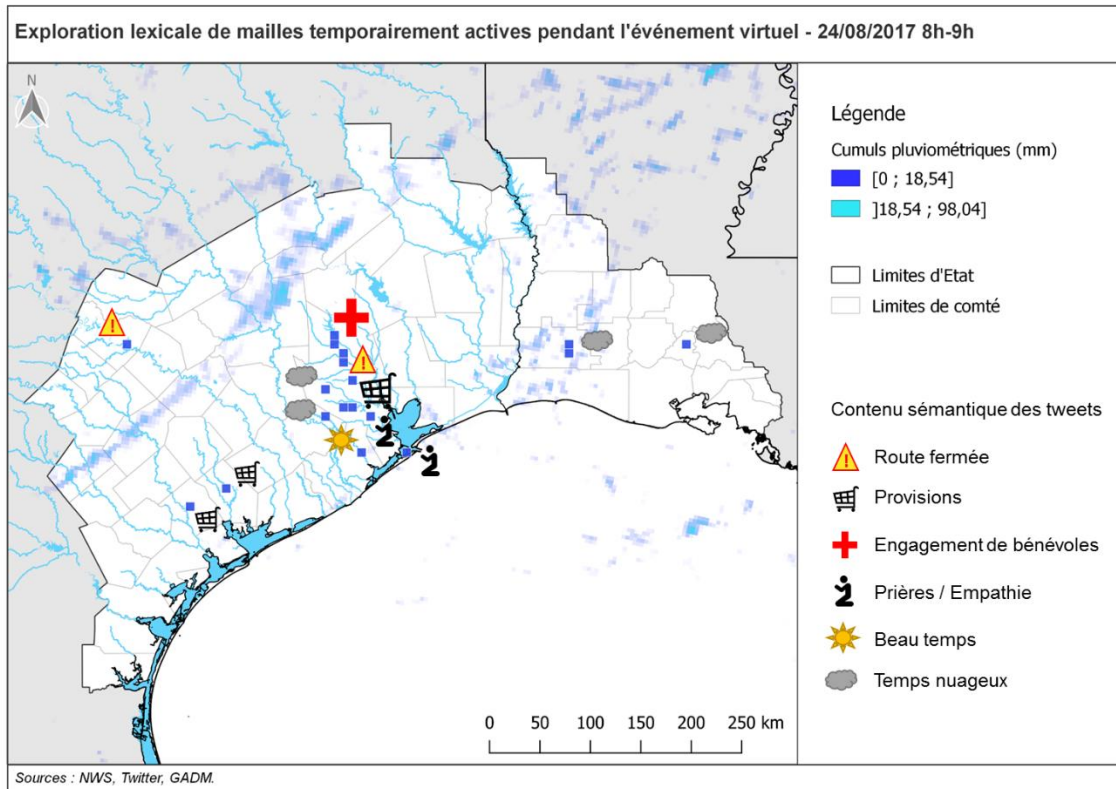 Exploration lexicale de mailles temporairement actives pendant l'événement virtuel - 24/08/2017 8h-9h
N
Légende
Cumuls pluviométriques (mm)
[0 ; 18,54]
]18,54 ; 98,04]
Limites d'Etat
Limites de comté
Contenu sémantique des tweets
Route fermée
Provisions
Engagement de bénévoles
Prières / Empathie
Beau temps
Temps nuageux
0 50 100 150 200 250 km
Sources : NWS, Twitter, GADM.